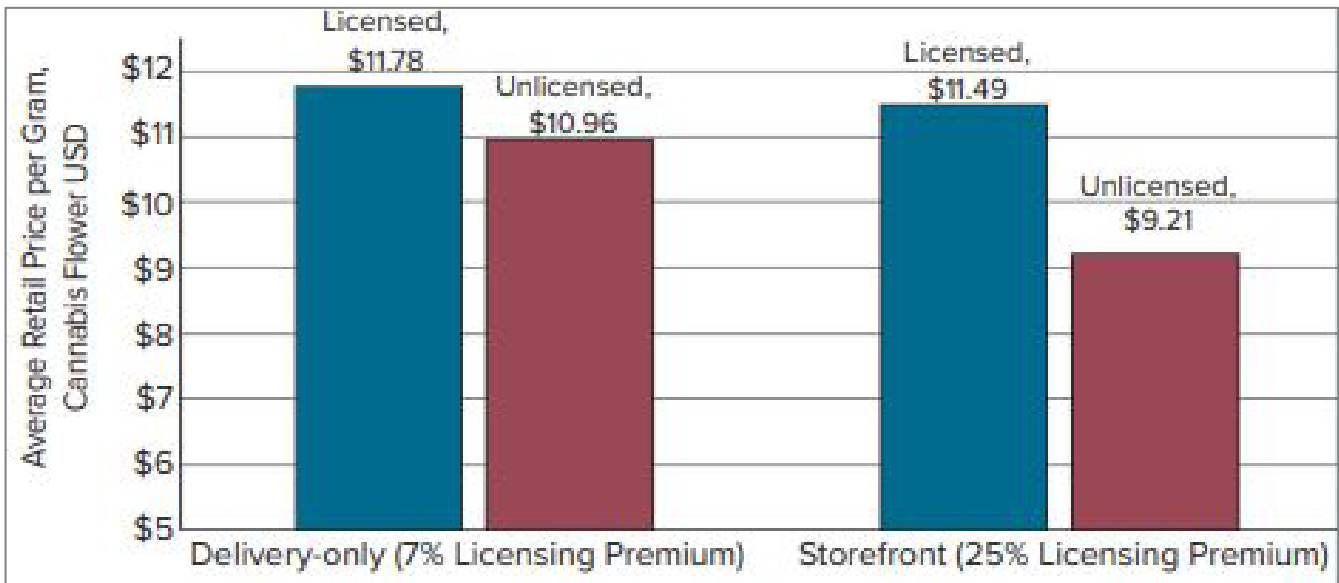 Average Retail Price per Gram,
Cannabis Flower USD
$12
$11
$10
$9
$8
$7
$6
$5
Licensed,
$11.78
Unlicensed,
$10.96
Licensed,
$11.49
Unlicensed,
$9.21
Delivery-only (7% Licensing Premium)
Storefront (25% Licensing Premium)